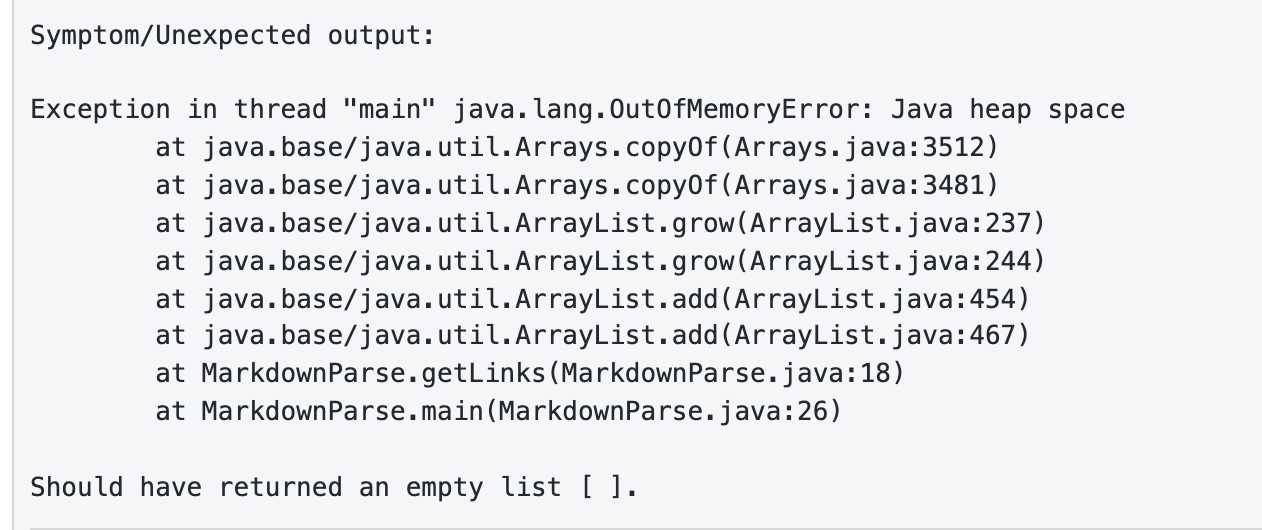 Symptom/Unexpected output:
Exception in thread "main" java.lang.OutOfMemoryError: Java heap space
at java.base/java.util.Arrays.copyOf(Arrays.java:3512)
at java.base/java.util.Arrays.copyOf(Arrays.java:3481)
at java.base/java.util.ArrayList.grow(ArrayList.java:237)
at java.base/java.util.ArrayList.grow(ArrayList.java:244)
at java.base/java.util.ArrayList.add(ArrayList.java:454)
at java.base/java.util.ArrayList.add(ArrayList.java:467)
at MarkdownParse.getLinks(MarkdownParse.java:18)
at MarkdownParse.main(MarkdownParse.java:26)
Should have returned an empty list [ ].